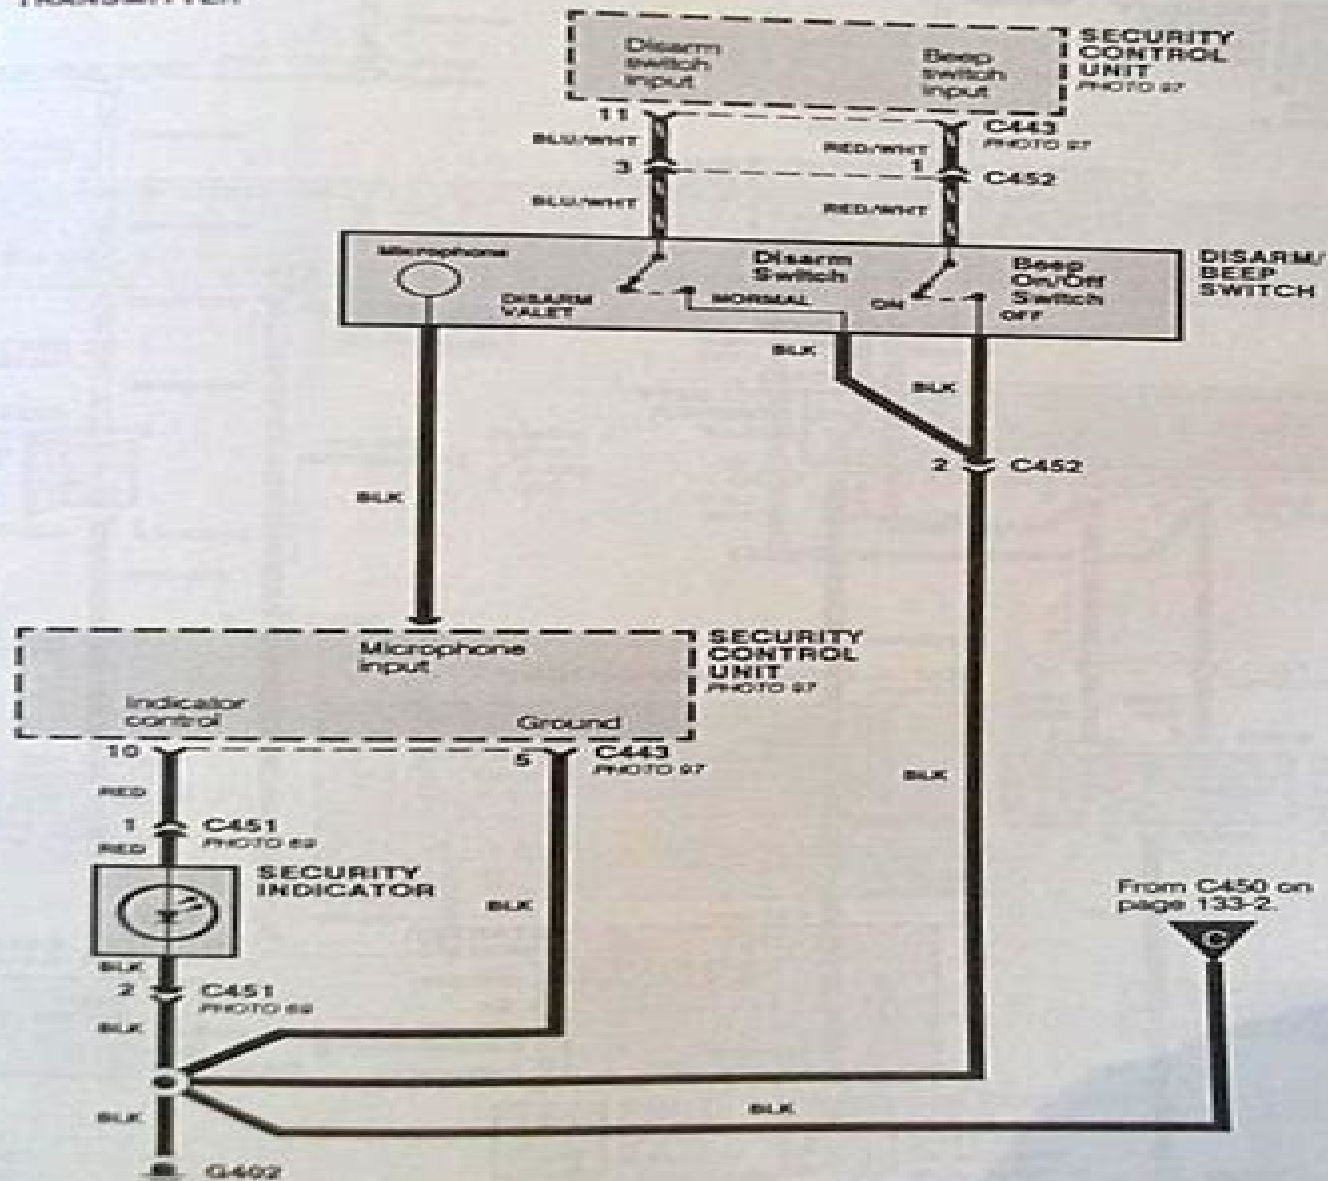 TRANSMITTER
Disarm
switch
input
Beep
switch
input
SECURITY
CONTROL
UNIT
PHOTO 97
11
C443
PHOTO 97
BLU/WHT
RED/WHT
3
1
C452
BLU/WHT
RED/WHT
Microphone
Disarm
Switch
Beep
On/Off
Switch
DISARM
VALET
NORMAL
ON
OFF
DISARM/
BEEP
SWITCH
BLK
BLK
2
C452
BLK
Microphone
input
SECURITY
CONTROL
UNIT
PHOTO 97
Indicator
control
Ground
10
5
C443
PHOTO 97
BLK
RED
1
C451
PHOTO 69
RED
SECURITY
INDICATOR
BLK
From C450 on
page 133-2.
C
BLK
2
C451
PHOTO 69
BLK
BLK
BLK
G402